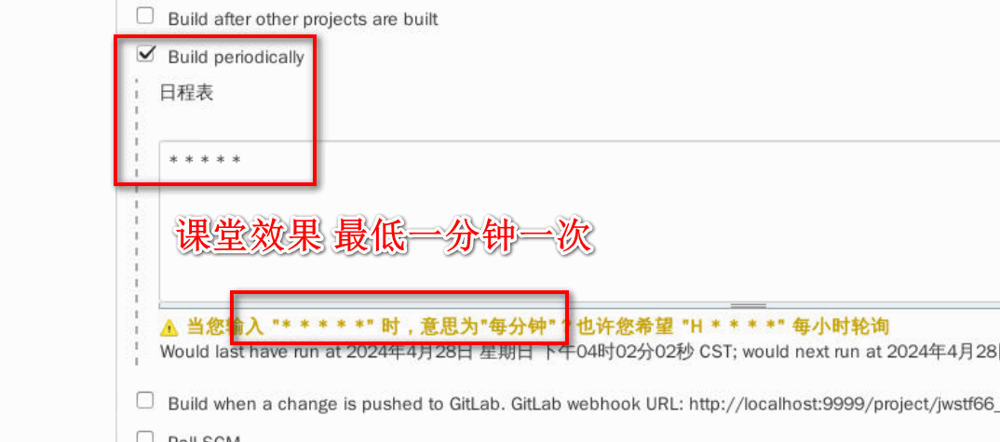 Build after other projects are built
Build periodically
日程表
* * * * *
课堂效果 最低一分钟一次
当您输入 "* * * * *" 时，意思为"每分钟"？也许您希望 "H * * * *" 每小时轮询
Would last have run at 2024年4月28日 星期日 下午04时02分02秒 CST; would next run at 2024年4月28
Build when a change is pushed to GitLab. GitLab webhook URL: http://localhost:9999/project/jwstf66_
Poll SCM